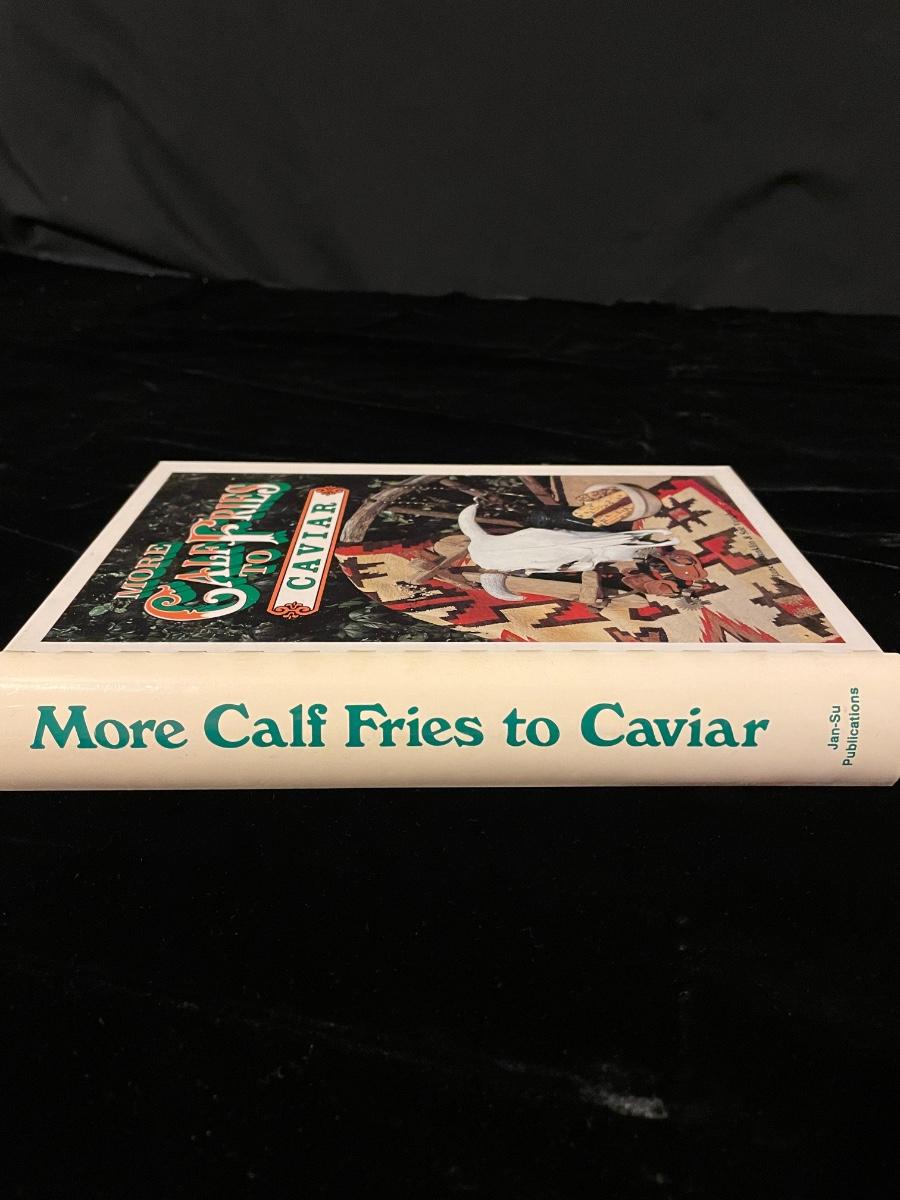 MORE
CALF FRIES
TO
CAVIAR
More Calf Fries to Caviar
Jan-Su
Publications